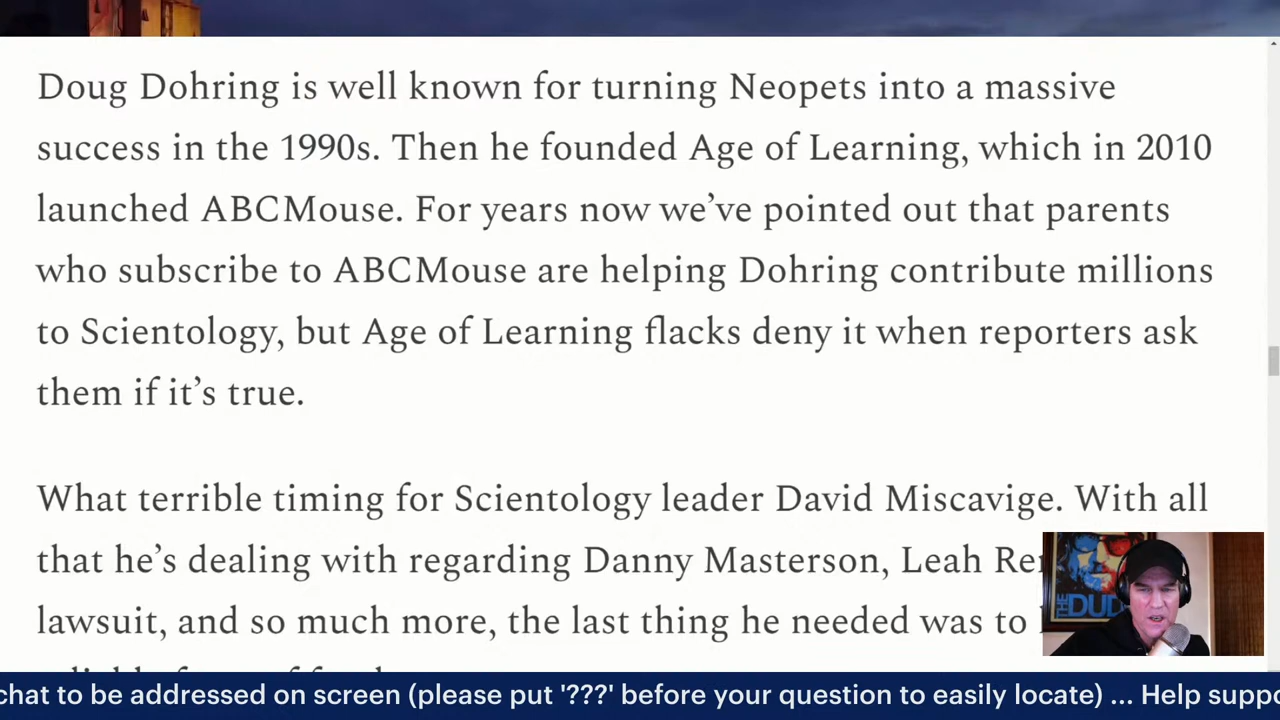 Doug Dohring is well known for turning Neopets into a massive
success in the 1990s. Then he founded Age of Learning, which in 2010
launched ABCMouse. For years now we’ve pointed out that parents
who subscribe to ABCMouse are helping Dohring contribute millions
to Scientology, but Age of Learning flacks deny it when reporters ask
them if it’s true.
What terrible timing for Scientology leader David Miscavige. With all
that he’s dealing with regarding Danny Masterson, Leah
lawsuit, and so much more, the last thing he needed was to
THE DUD
chat to be addressed on screen (please put '???' before your question to easily locate) ... Help